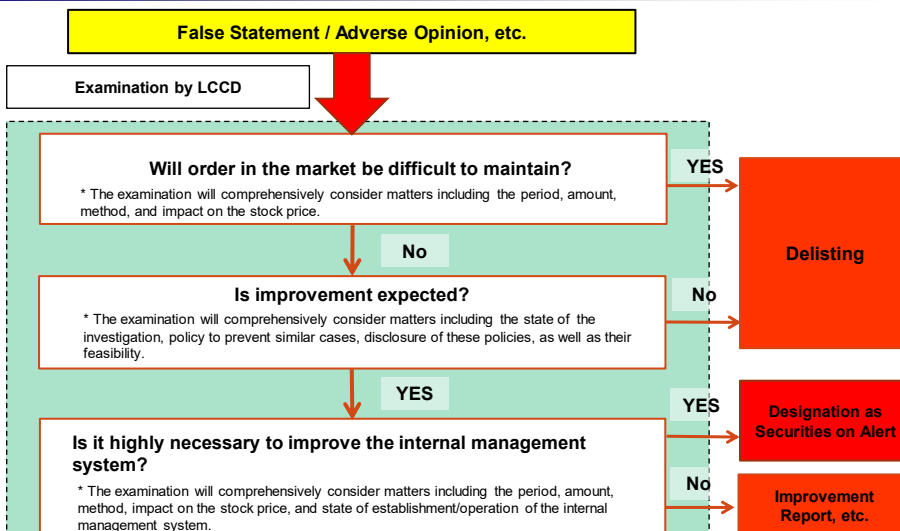 False Statement / Adverse Opinion, etc.
Examination by LCCD
Will order in the market be difficult to maintain?
* The examination will comprehensively consider matters including the period, amount,
method, and impact on the stock price.
YES
Delisting
No
Is improvement expected?
* The examination will comprehensively consider matters including the state of the
investigation, policy to prevent similar cases, disclosure of these policies, as well as their
feasibility.
No
YES
Is it highly necessary to improve the internal management
system?
* The examination will comprehensively consider matters including the period, amount,
method, impact on the stock price, and state of establishment/operation of the internal
management system.
YES
Designation as
Securities on Alert
No
Improvement
Report, etc.